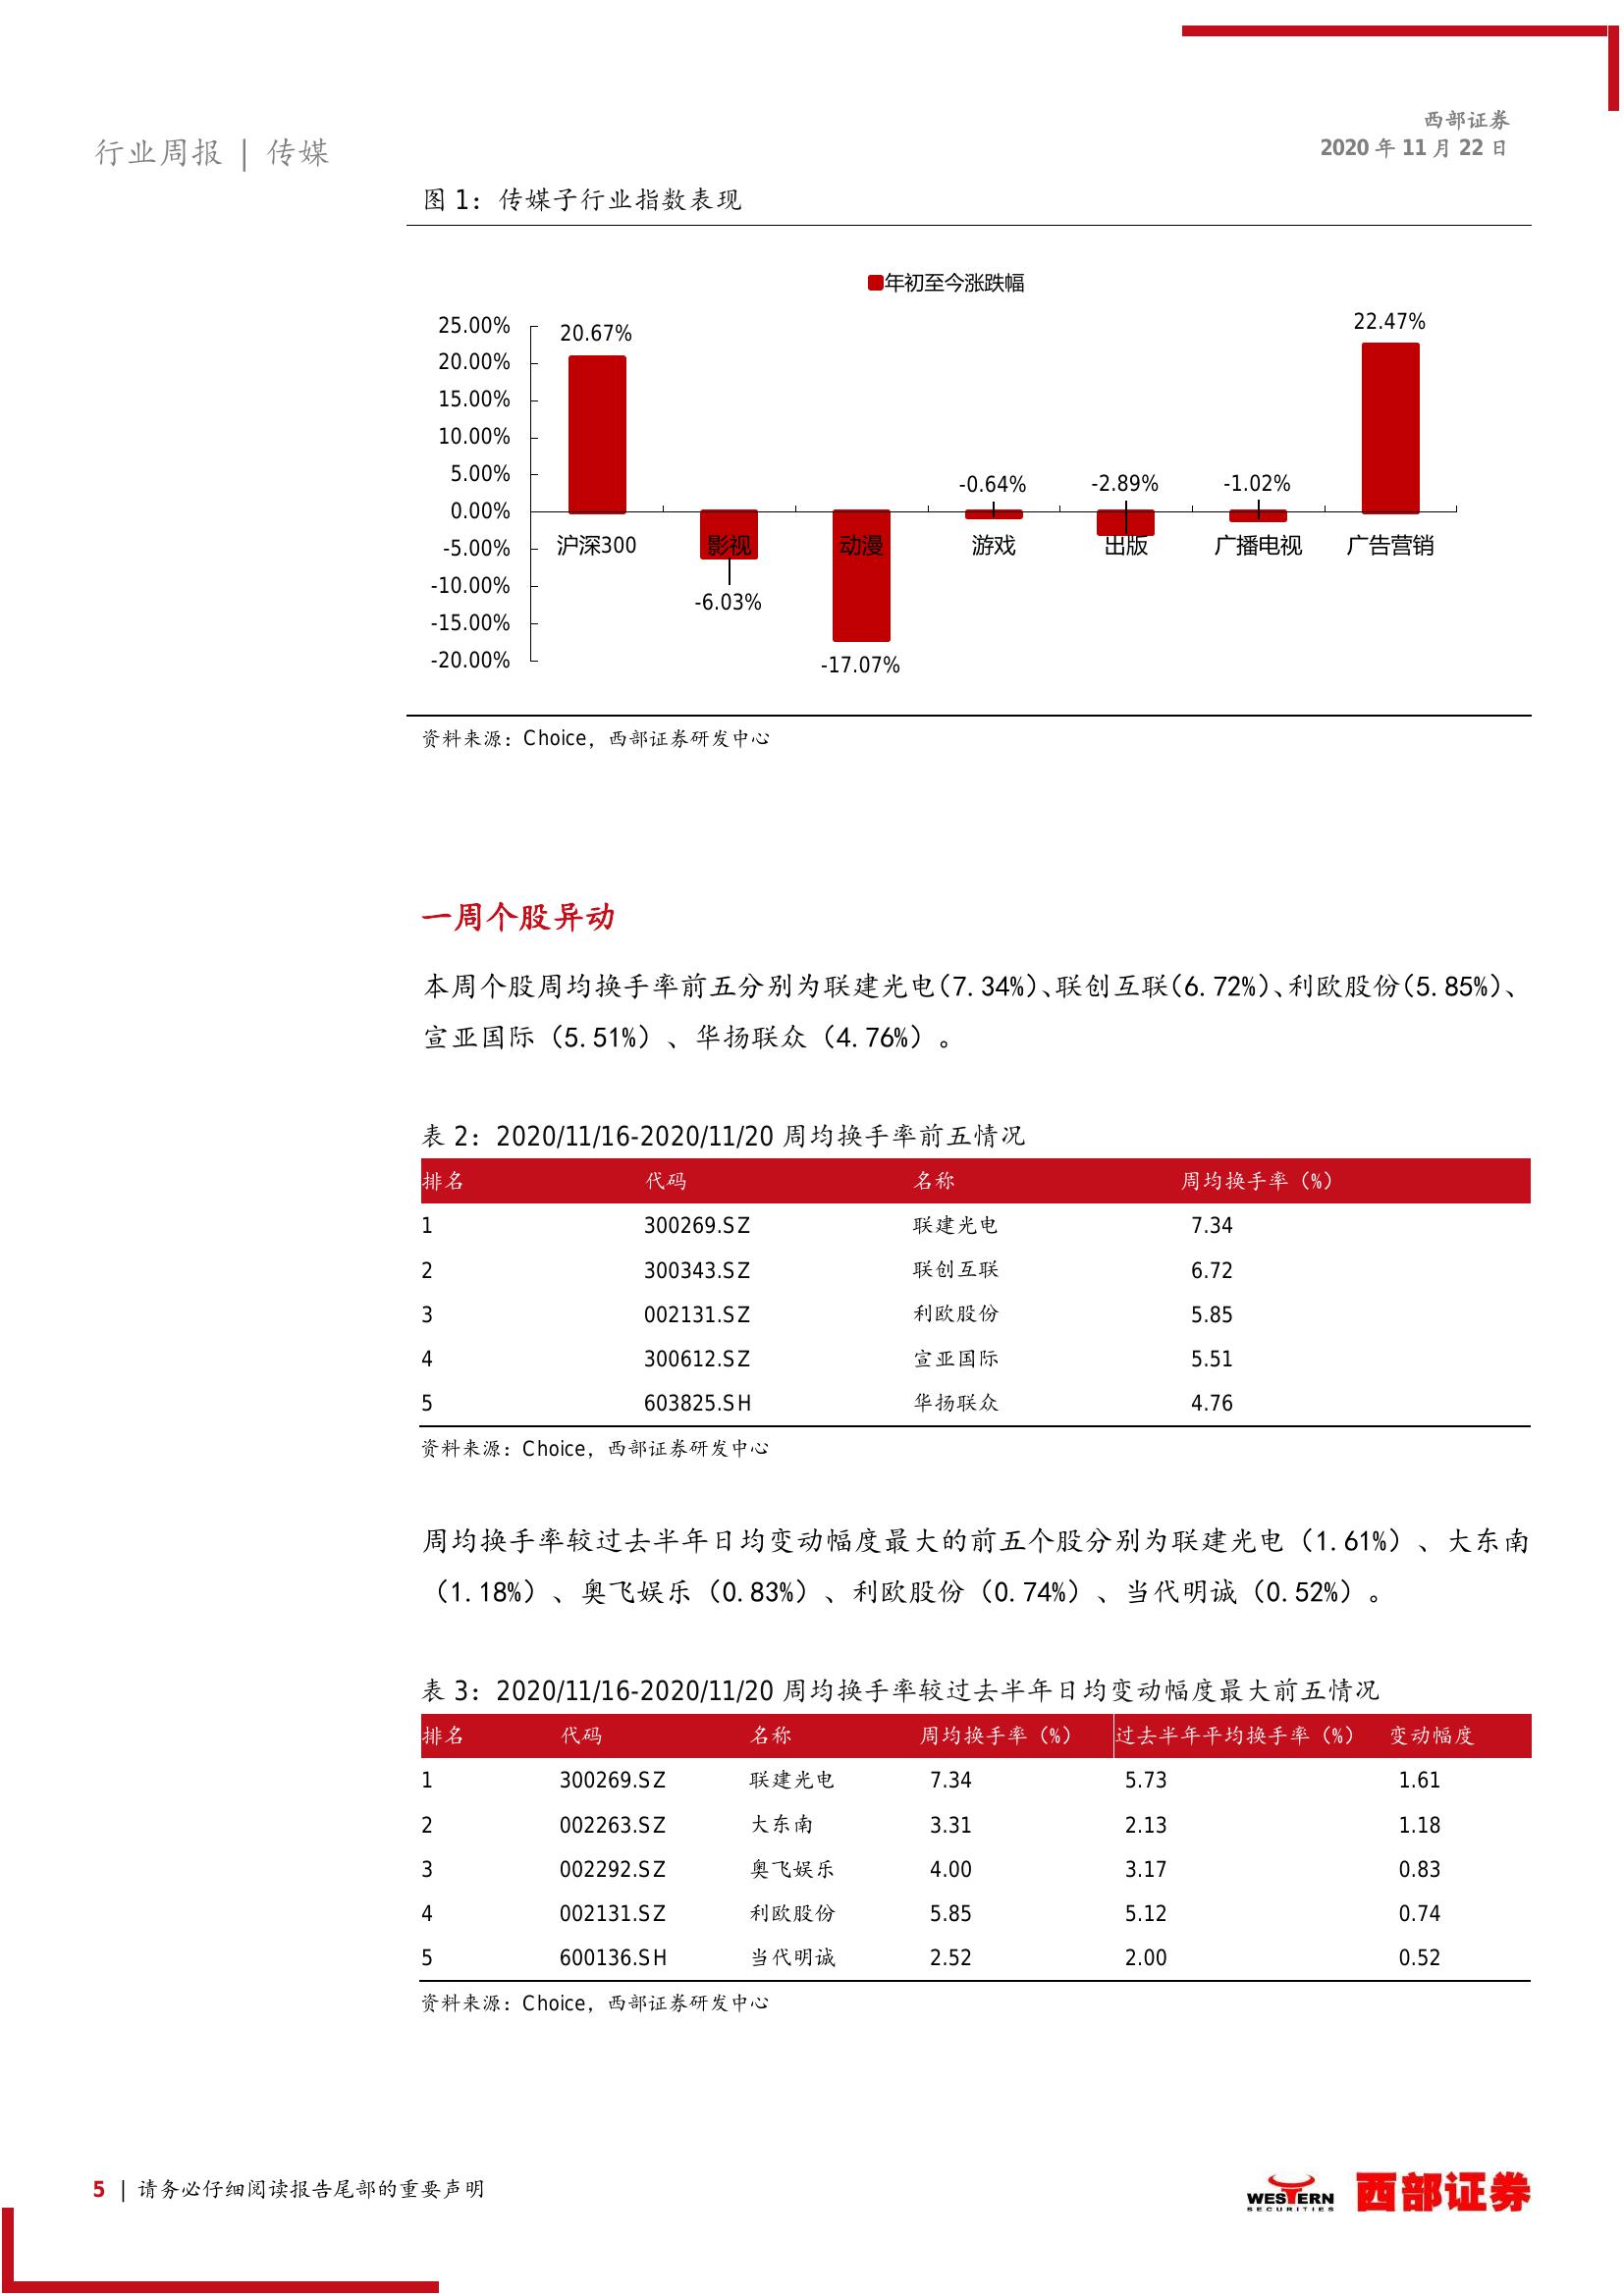 西部证券
行业周报 | 传媒
2020 年 11 月 22 日
图 1：传媒子行业指数表现
年初至今涨跌幅
25.00%
20.00%
15.00%
10.00%
5.00%
0.00%
-5.00%
-10.00%
-15.00%
-20.00%
20.67%
-6.03%
-17.07%
-0.64%
-2.89%
-1.02%
22.47%
沪深300 影视 动漫 游戏 出版 广播电视 广告营销
资料来源：Choice，西部证券研发中心
一周个股异动
本周个股周均换手率前五分别为联建光电(7.34%)、联创互联(6.72%)、利欧股份(5.85%)、
宣亚国际（5.51%）、华扬联众（4.76%）。
表 2：2020/11/16-2020/11/20 周均换手率前五情况
排名 代码 名称 周均换手率（%）
1 300269.SZ 联建光电 7.34
2 300343.SZ 联创互联 6.72
3 002131.SZ 利欧股份 5.85
4 300612.SZ 宣亚国际 5.51
5 603825.SH 华扬联众 4.76
资料来源：Choice，西部证券研发中心
周均换手率较过去半年日均变动幅度最大的前五个股分别为联建光电（1.61%）、大东南
（1.18%）、奥飞娱乐（0.83%）、利欧股份（0.74%）、当代明诚（0.52%）。
表 3：2020/11/16-2020/11/20 周均换手率较过去半年日均变动幅度最大前五情况
排名 代码 名称 周均换手率（%） 过去半年平均换手率（%） 变动幅度
1 300269.SZ 联建光电 7.34 5.73 1.61
2 002263.SZ 大东南 3.31 2.13 1.18
3 002292.SZ 奥飞娱乐 4.00 3.17 0.83
4 002131.SZ 利欧股份 5.85 5.12 0.74
5 600136.SH 当代明诚 2.52 2.00 0.52
资料来源：Choice，西部证券研发中心
5 | 请务必仔细阅读报告尾部的重要声明
WESTERN
SECURITIES
西部证券